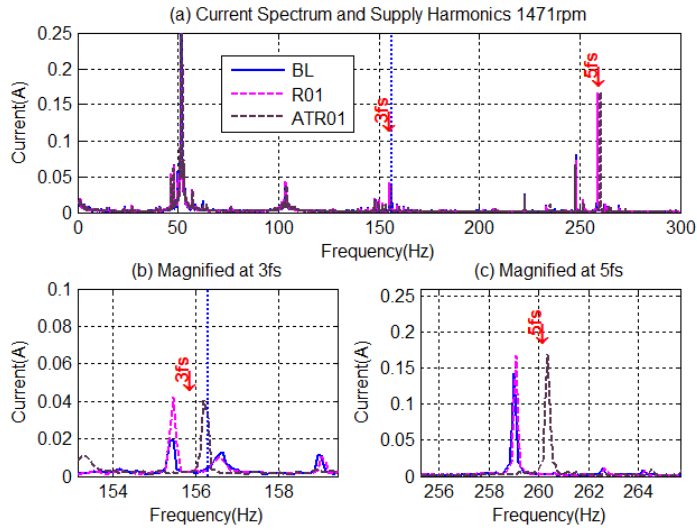 (a) Current Spectrum and Supply Harmonics 1471rpm
Current(A)
0.25
0.2
0.15
0.1
0.05
0
BL
R01
ATR01
3fs
5fs
0 50 100 150 200 250 300
Frequency(Hz)
(b) Magnified at 3fs
Current(A)
0.1
0.08
0.06
0.04
0.02
0
3fs
154 156 158
Frequency(Hz)
(c) Magnified at 5fs
Current(A)
0.25
0.2
0.15
0.1
0.05
0
5fs
256 258 260 262 264
Frequency(Hz)